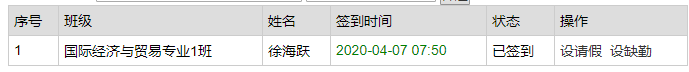 序号 班级 姓名 签到时间 状态 操作
1 国际经济与贸易专业1班 徐海跃 2020-04-07 07:50 已签到 设请假 设缺勤